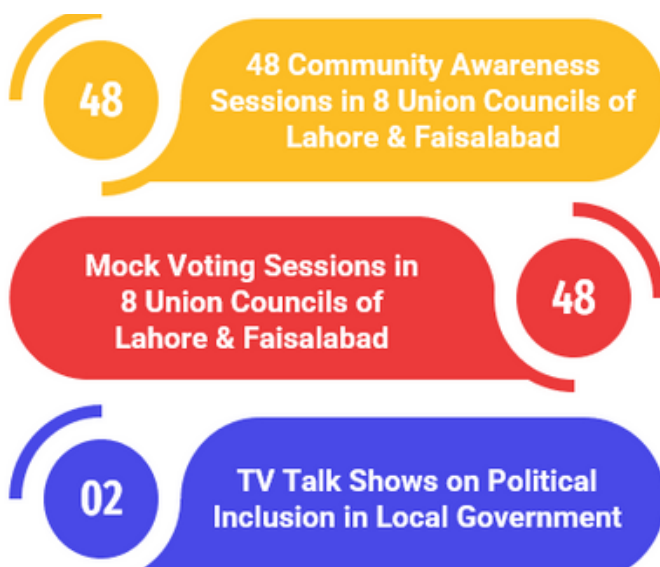 48
48 Community Awareness
Sessions in 8 Union Councils of
Lahore & Faisalabad
Mock Voting Sessions in
8 Union Councils of
Lahore & Faisalabad
48
02
TV Talk Shows on Political
Inclusion in Local Government